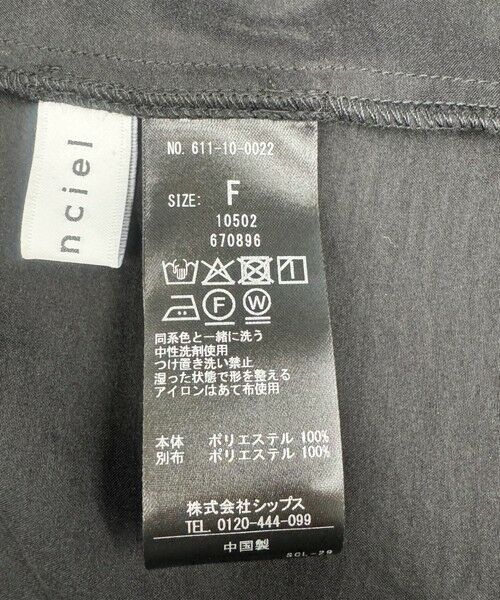 nciel
NO. 611-10-0022
SIZE: F
10502
670896
F W
同系色と一緒に洗う
中性洗剤使用
つけ置き洗い禁止
湿った状態で形を整える
アイロンはあて布使用
本体 ポリエステル 100%
別布 ポリエステル 100%
株式会社シップス
TEL. 0120-444-099
中国製
SCL-29